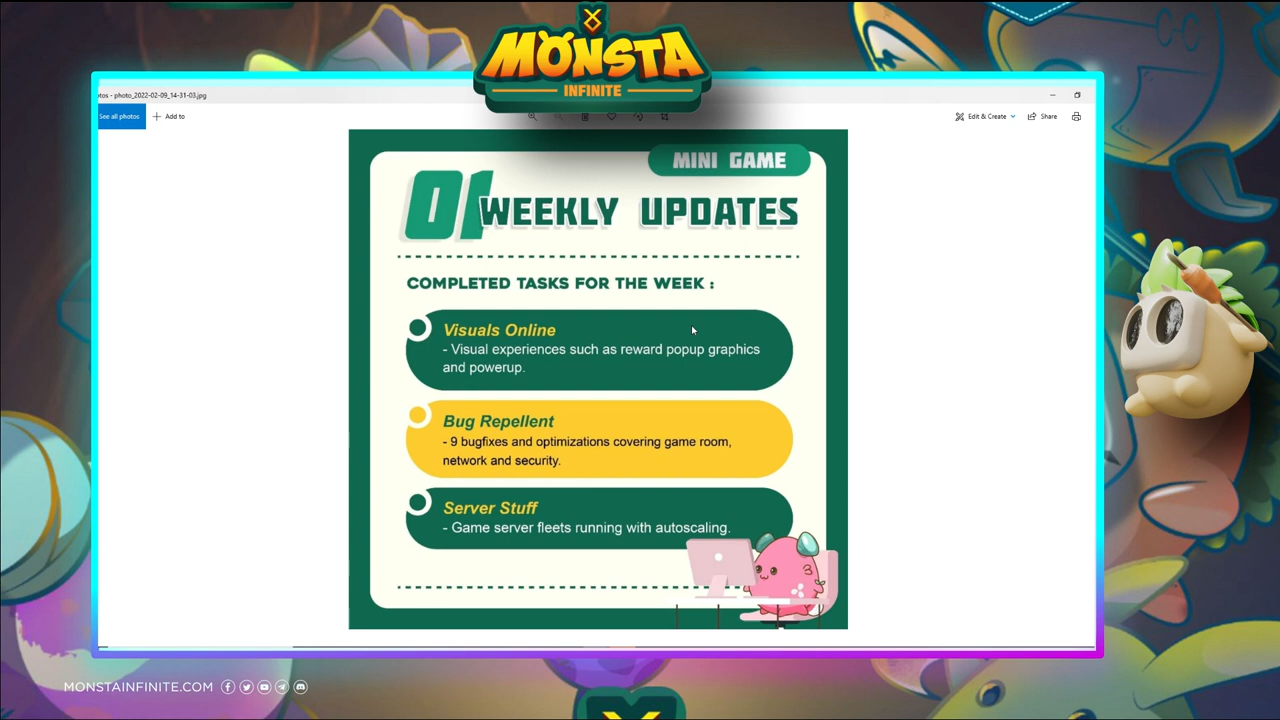 MONSTA
INFINITE
tos - photo_2022-02-09_14-31-03.jpg
See all photos
Add to
Edit & Create
Share
MINI GAME
01 WEEKLY UPDATES
COMPLETED TASKS FOR THE WEEK :
Visuals Online
- Visual experiences such as reward popup graphics
and powerup.
Bug Repellent
- 9 bugfixes and optimizations covering game room,
network and security.
Server Stuff
- Game server fleets running with autoscaling.
MONSTAINFINITE.COM